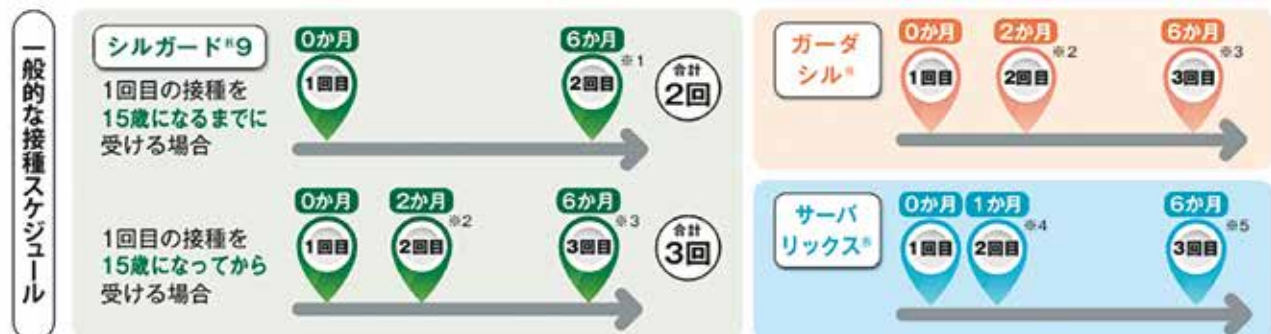 一般的な接種スケジュール
シルガード®9
1回目の接種を
15歳になるまでに
受ける場合
0か月
1回目
6か月
※1
2回目
合計
2回
1回目の接種を
15歳になってから
受ける場合
0か月
1回目
2か月
※2
2回目
6か月
※3
3回目
合計
3回
ガーダ
シル®
0か月
1回目
2か月
※2
2回目
6か月
※3
3回目
サーバ
リックス®
0か月
1回目
1か月
※4
2回目
6か月
※5
3回目